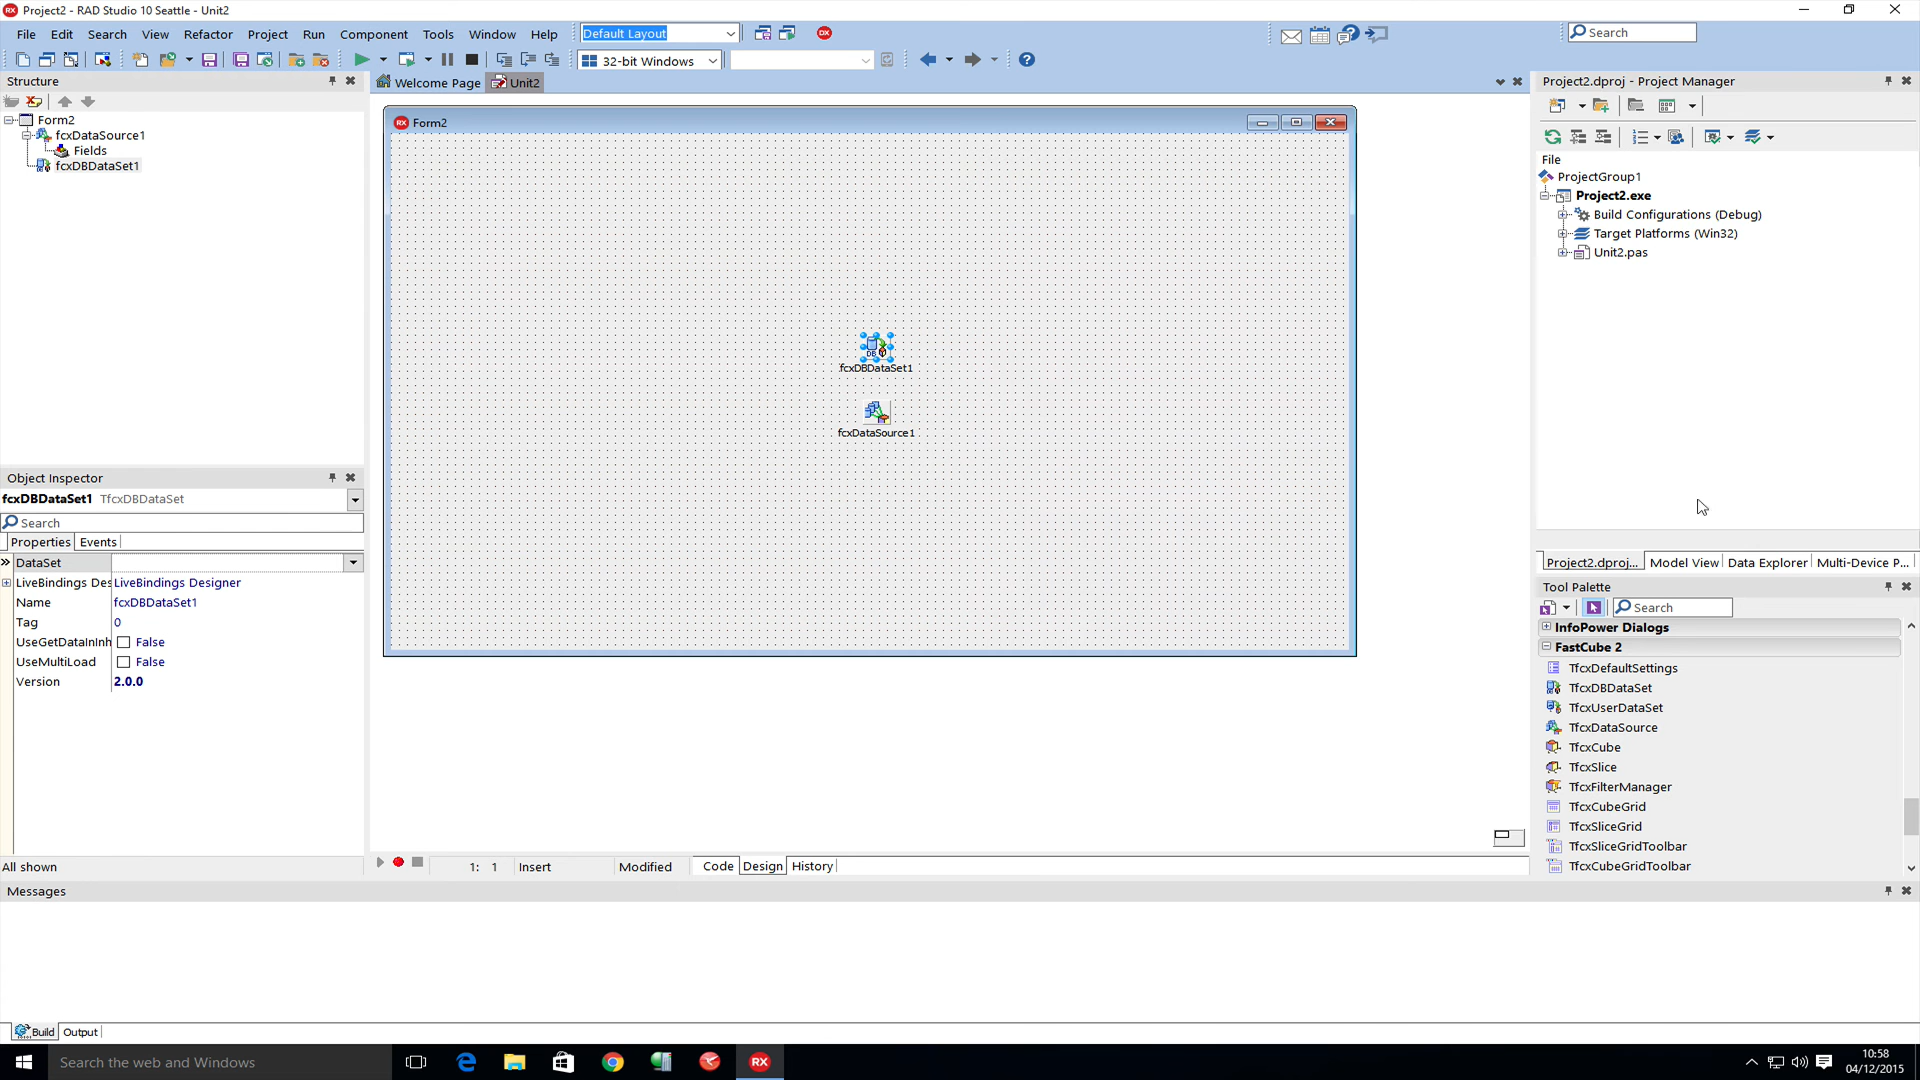 Project2 - RAD Studio 10 Seattle - Unit2
File Edit Search View Refactor Project Run Component Tools Window Help Default Layout Search
32-bit Windows
Structure
Form2
fcxDataSource1
Fields
fcxDBDataSet1
Welcome Page Unit2
Form2
fcxDBDataSet1
fcxDataSource1
Project2.dproj - Project Manager
File
ProjectGroup1
Project2.exe
Build Configurations (Debug)
Target Platforms (Win32)
Unit2.pas
Project2.dproj... Model View Data Explorer Multi-Device P...
Object Inspector
fcxDBDataSet1 TfcxDBDataSet
Search
Properties Events
DataSet
LiveBindings Des LiveBindings Designer
Name fcxDBDataSet1
Tag 0
UseGetDataInInh False
UseMultiLoad False
Version 2.0.0
All shown
1: 1 Insert Modified Code Design History
Tool Palette
Search
InfoPower Dialogs
FastCube 2
TfcxDefaultSettings
TfcxDBDataSet
TfcxUserDataSet
TfcxDataSource
TfcxCube
TfcxSlice
TfcxFilterManager
TfcxCubeGrid
TfcxSliceGrid
TfcxSliceGridToolbar
TfcxCubeGridToolbar
Messages
Build Output
Search the web and Windows
RX
10:58
04/12/2015